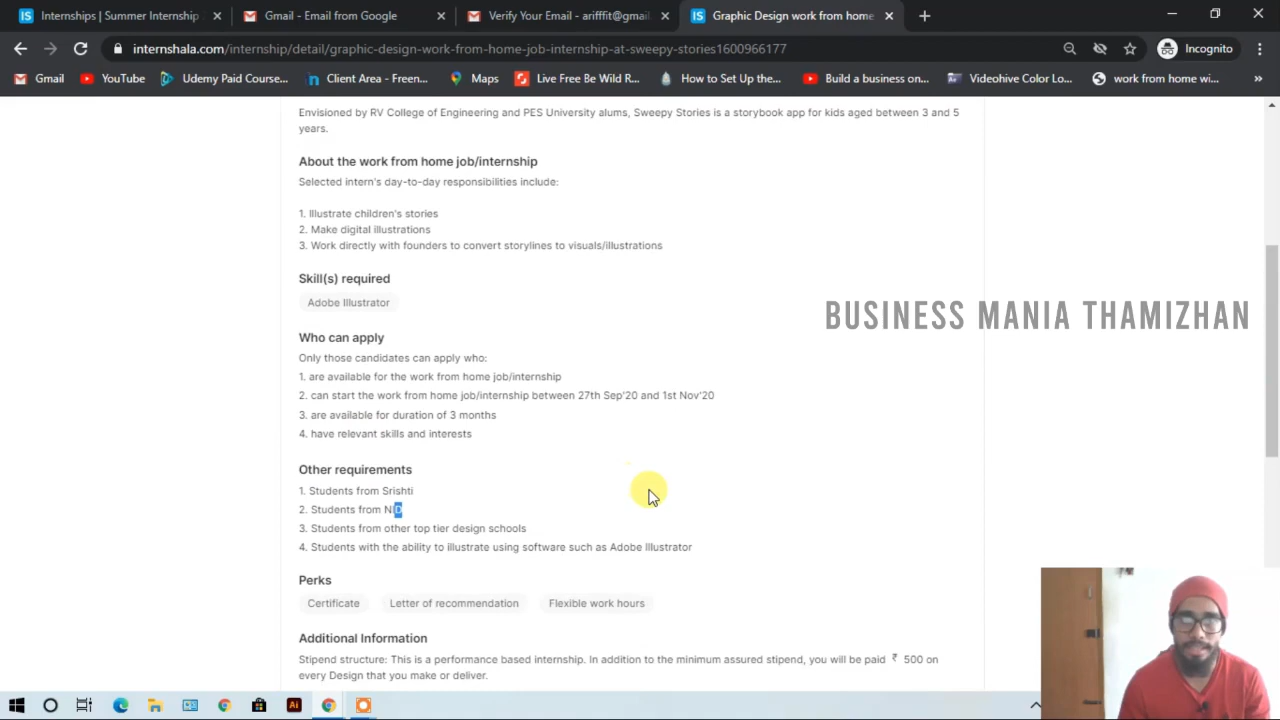 Internships | Summer Internship
Gmail - Email from Google
Verify Your Email - arifffit@gmail
Graphic Design work from home
internshala.com/internship/detail/graphic-design-work-from-home-job-internship-at-sweepy-stories1600966177
Incognito
Gmail
YouTube
Udemy Paid Course...
Client Area - Freen...
Maps
Live Free Be Wild R...
How to Set Up the...
Build a business on...
Videohive Color Lo...
work from home wi...
Envisioned by RV College of Engineering and PES University alums, Sweepy Stories is a storybook app for kids aged between 3 and 5
years.
About the work from home job/internship
Selected intern's day-to-day responsibilities include:
1. Illustrate children's stories
2. Make digital illustrations
3. Work directly with founders to convert storylines to visuals/illustrations
Skill(s) required
Adobe Illustrator
BUSINESS MANIA THAMIZHAN
Who can apply
Only those candidates can apply who:
1. are available for the work from home job/internship
2. can start the work from home job/internship between 27th Sep'20 and 1st Nov'20
3. are available for duration of 3 months
4. have relevant skills and interests
Other requirements
1. Students from Srishti
2. Students from NID
3. Students from other top tier design schools
4. Students with the ability to illustrate using software such as Adobe Illustrator
Perks
Certificate
Letter of recommendation
Flexible work hours
Additional Information
Stipend structure: This is a performance based internship. In addition to the minimum assured stipend, you will be paid ₹ 500 on
every Design that you make or deliver.